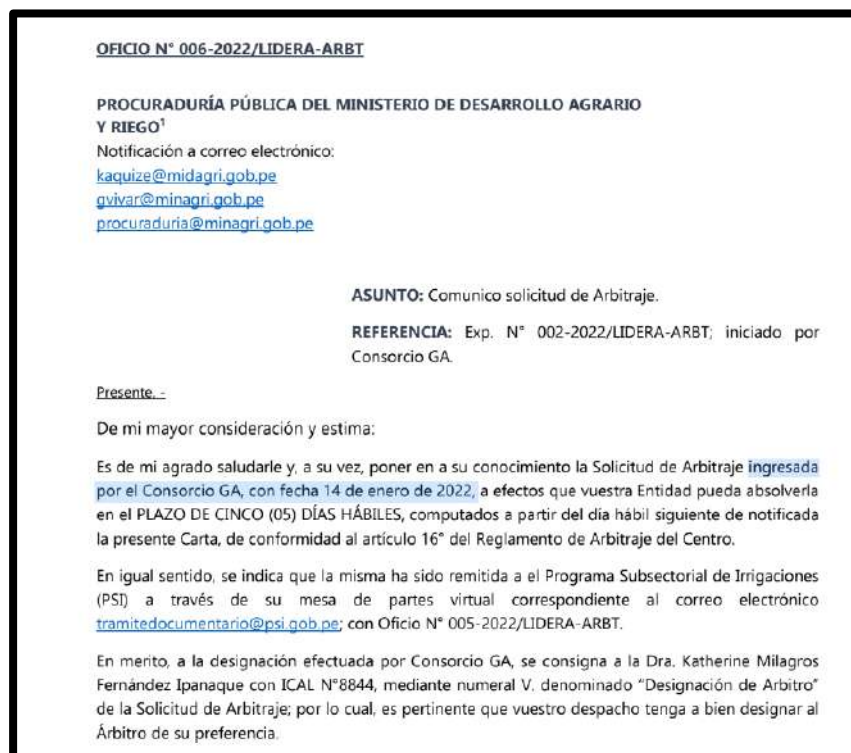 OFICIO N° 006-2022/LIDERA-ARBT
PROCURADURÍA PÚBLICA DEL MINISTERIO DE DESARROLLO AGRARIO
Y RIEGO¹
Notificación a correo electrónico:
kaquize@midagri.gob.pe
gvivar@minagri.gob.pe
procuraduria@minagri.gob.pe
ASUNTO: Comunico solicitud de Arbitraje.
REFERENCIA: Exp. N° 002-2022/LIDERA-ARBT; iniciado por
Consorcio GA.
Presente. -
De mi mayor consideración y estima:
Es de mi agrado saludarle y, a su vez, poner en a su conocimiento la Solicitud de Arbitraje ingresada
por el Consorcio GA, con fecha 14 de enero de 2022, a efectos que vuestra Entidad pueda absolverla
en el PLAZO DE CINCO (05) DÍAS HÁBILES, computados a partir del día hábil siguiente de notificada
la presente Carta, de conformidad al artículo 16° del Reglamento de Arbitraje del Centro.
En igual sentido, se indica que la misma ha sido remitida a el Programa Subsectorial de Irrigaciones
(PSI) a través de su mesa de partes virtual correspondiente al correo electrónico
tramitedocumentario@psi.gob.pe; con Oficio N° 005-2022/LIDERA-ARBT.
En merito, a la designación efectuada por Consorcio GA, se consigna a la Dra. Katherine Milagros
Fernández Ipanaque con ICAL N°8844, mediante numeral V. denominado "Designación de Arbitro"
de la Solicitud de Arbitraje; por lo cual, es pertinente que vuestro despacho tenga a bien designar al
Árbitro de su preferencia.